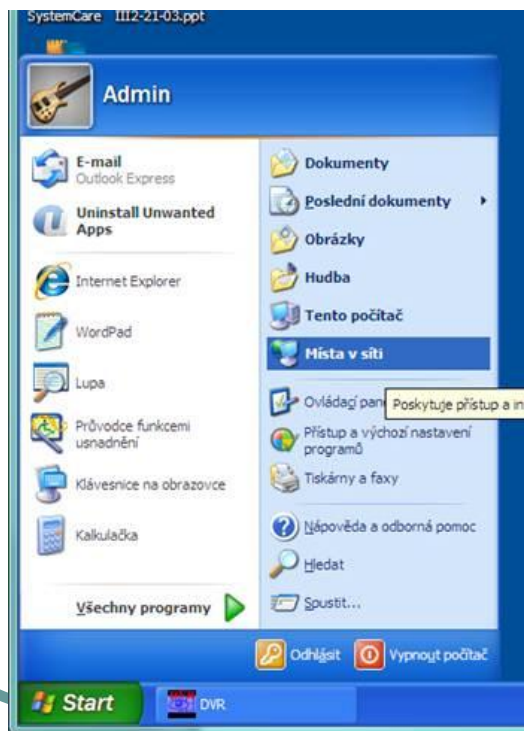 SystemCare III2-21-03.ppt
Admin
E-mail
Outlook Express
Uninstall Unwanted
Apps
Internet Explorer
WordPad
Lupa
Průvodce funkcemi
usnadnění
Klávesnice na obrazovce
Kalkulačka
Všechny programy
Dokumenty
Poslední dokumenty
Obrázky
Hudba
Tento počítač
Místa v síti
Ovládací pan
Poskytuje přístup a in
Přístup a výchozí nastavení
programů
Tiskárny a faxy
Nápověda a odborná pomoc
Hledat
Spustit...
Odhlásit
Vypnout počítač
Start
DVR